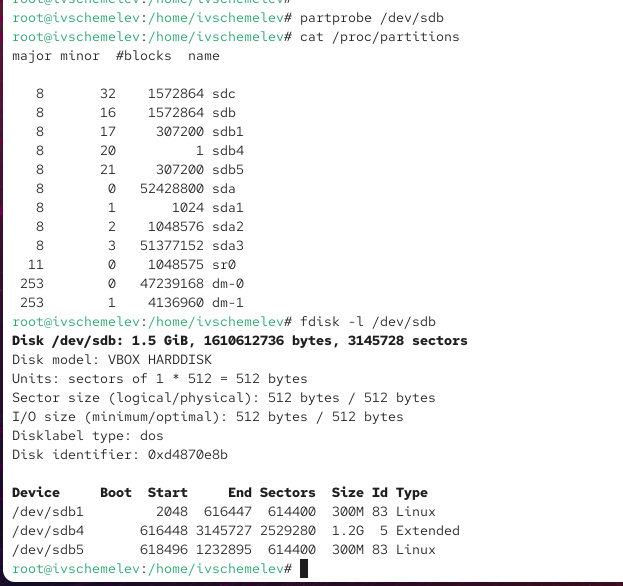 root@ivschemelev:/home/ivschemelev# partprobe /dev/sdb
root@ivschemelev:/home/ivschemelev# cat /proc/partitions
major minor  #blocks  name

   8       32    1572864 sdc
   8       16    1572864 sdb
   8       17     307200 sdb1
   8       20          1 sdb4
   8       21     307200 sdb5
   8        0   52428800 sda
   8        1       1024 sda1
   8        2    1048576 sda2
   8        3   51377152 sda3
  11        0    1048575 sr0
 253        0   47239168 dm-0
 253        1    4136960 dm-1
root@ivschemelev:/home/ivschemelev# fdisk -l /dev/sdb
Disk /dev/sdb: 1.5 GiB, 1610612736 bytes, 3145728 sectors
Disk model: VBOX HARDDISK
Units: sectors of 1 * 512 = 512 bytes
Sector size (logical/physical): 512 bytes / 512 bytes
I/O size (minimum/optimal): 512 bytes / 512 bytes
Disklabel type: dos
Disk identifier: 0xd4870e8b

Device     Boot  Start     End Sectors  Size Id Type
/dev/sdb1         2048  616447  614400  300M 83 Linux
/dev/sdb4       616448 3145727 2529280  1.2G  5 Extended
/dev/sdb5       618496 1232895  614400  300M 83 Linux
root@ivschemelev:/home/ivschemelev#